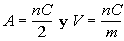 A = nC/2 y V = nC/m